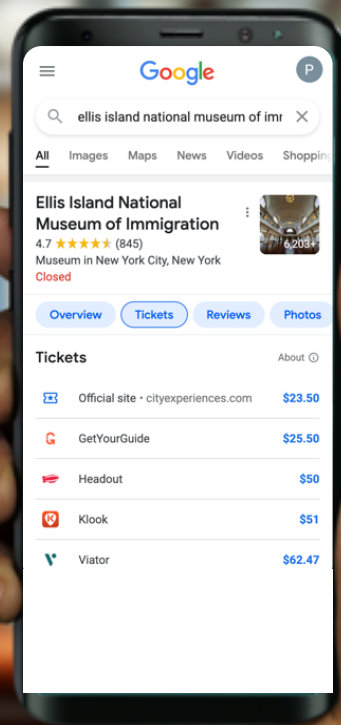 Google
P
ellis island national museum of imr
All Images Maps News Videos Shopping
Ellis Island National
Museum of Immigration
4.7 (845)
Museum in New York City, New York
Closed
6,203+
Overview Tickets Reviews Photos
Tickets About
Official site · cityexperiences.com $23.50
G GetYourGuide $25.50
Headout $50
K Klook $51
Viator $62.47